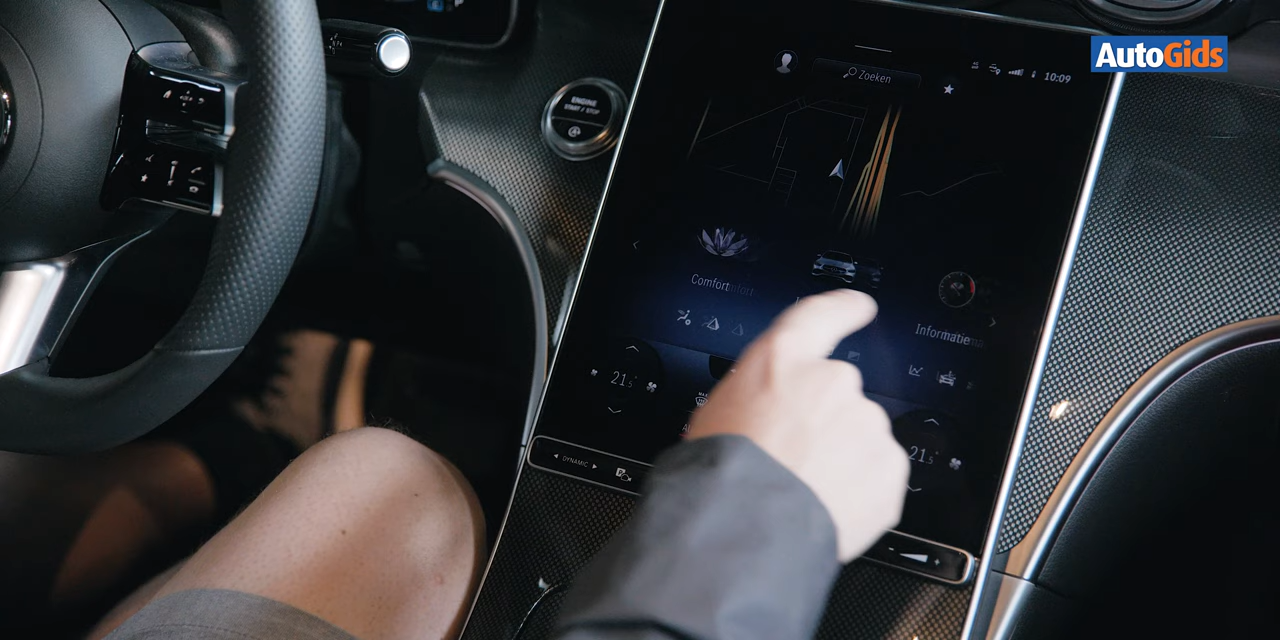 AutoGids
10:09
Zoeken
ENGINE
START / STOP
Comfort
Informatie
21.5
21.5
DYNAMIC